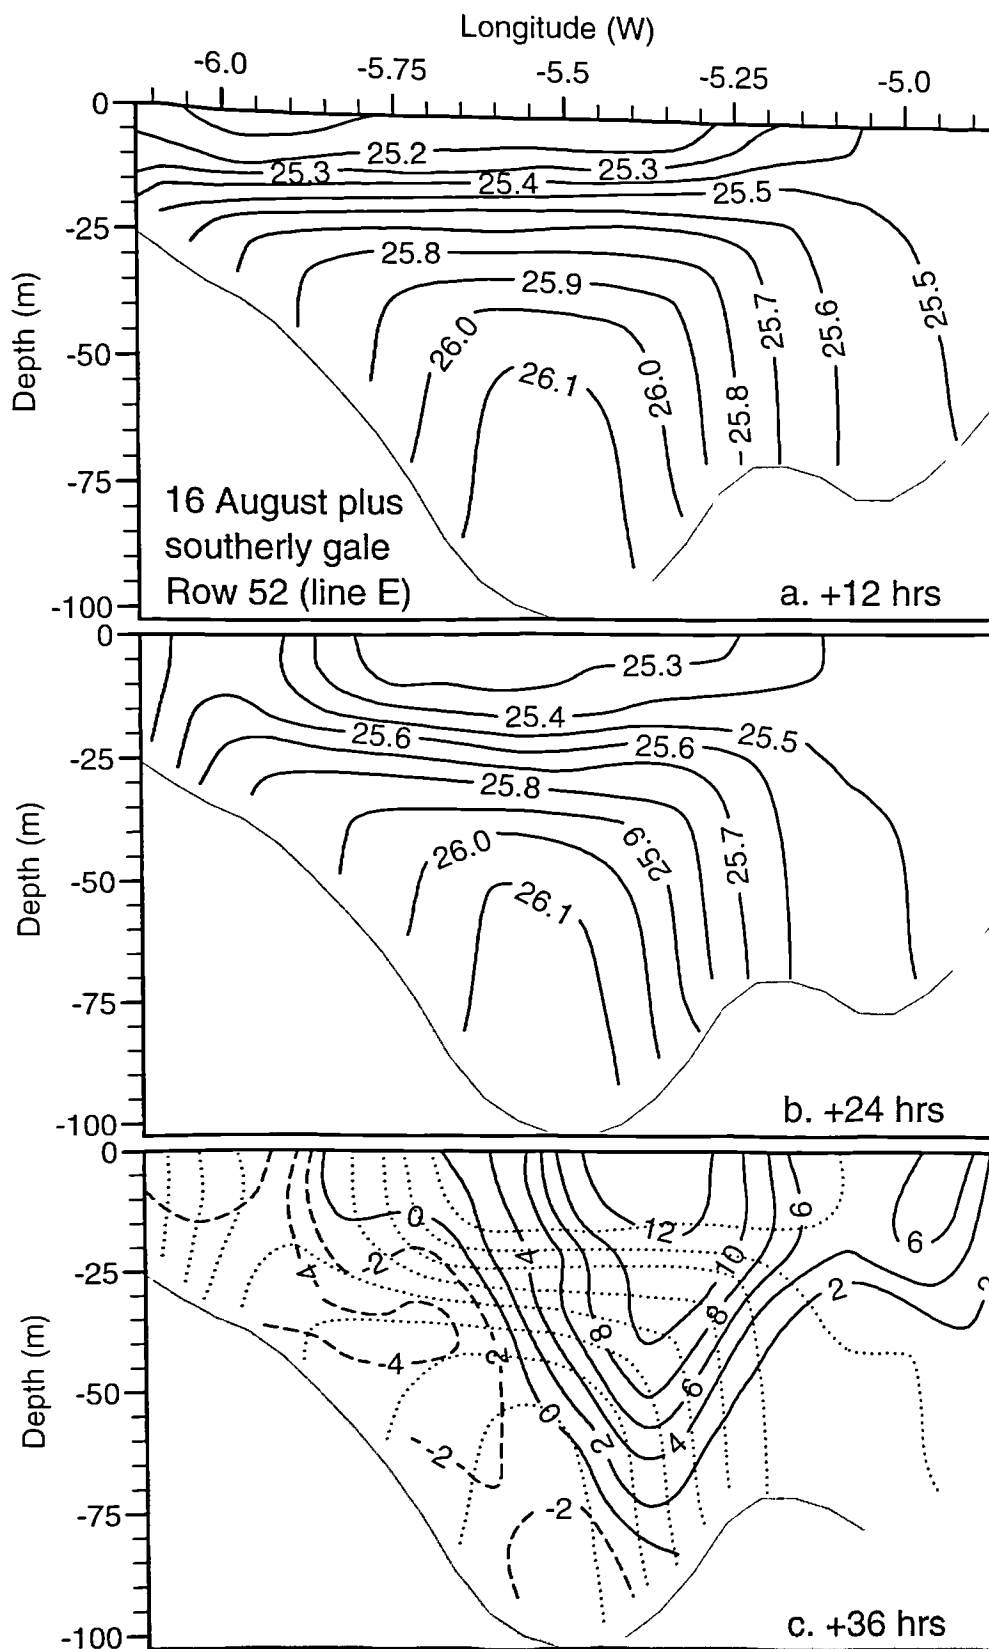 Longitude (W)
-6.0 -5.75 -5.5 -5.25 -5.0
0
25.2
25.3 25.3
25.4 25.5
-25
25.8
25.9
25.7 25.6 25.5
26.0
-50
26.1 26.0
25.8
Depth (m)
-75
16 August plus
southerly gale
Row 52 (line E)
-100
a. +12 hrs
0
25.3
25.4
25.6 25.6 25.5
-25
25.8
26.0 25.9 25.7
-50
26.1
Depth (m)
-75
-100
b. +24 hrs
0
0 12 6 6
4 10
-25
-4 -2 2
8 8
-4 2 6
-50
0 2 4
-2
Depth (m)
-75
-2
-100
c. +36 hrs